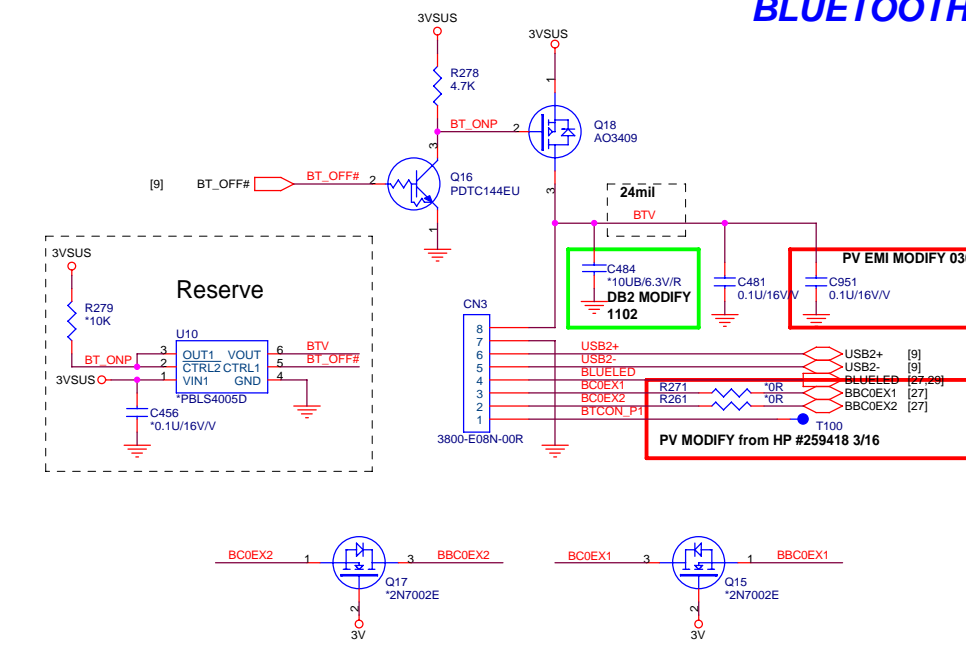 BLUETOOTH
3VSUS
3VSUS
R278
4.7K
1
BT_ONP
2
Q18
AO3409
3
3
[9]
BT_OFF#
BT_OFF#
2
Q16
PDTC144EU
1
24mil
BTV
3VSUS
Reserve
R279
*10K
U10
BT_ONP
3VSUS
3
2
1
OUT1
CTRL2
VIN1
VOUT
CTRL1
GND
6
5
4
BTV
BT_OFF#
*PBLS4005D
C456
*0.1U/16V/V
C484
*10UB/6.3V/R
DB2 MODIFY
1102
C481
0.1U/16V/V
PV EMI MODIFY
C951
0.1U/16V/V
CN3
8
7
6
5
4
3
2
1
3800-E08N-00R
USB2+
USB2-
BLUELED
BC0EX1
BC0EX2
BTCON_P1
R271
*0R
R261
*0R
USB2+ [9]
USB2- [9]
BLUELED [27,29]
BBC0EX1 [27]
BBC0EX2 [27]
T100
PV MODIFY from HP #259418 3/16
BC0EX2
1
3
BBC0EX2
Q17
*2N7002E
2
3V
BC0EX1
3
1
BBC0EX1
Q15
*2N7002E
2
3V